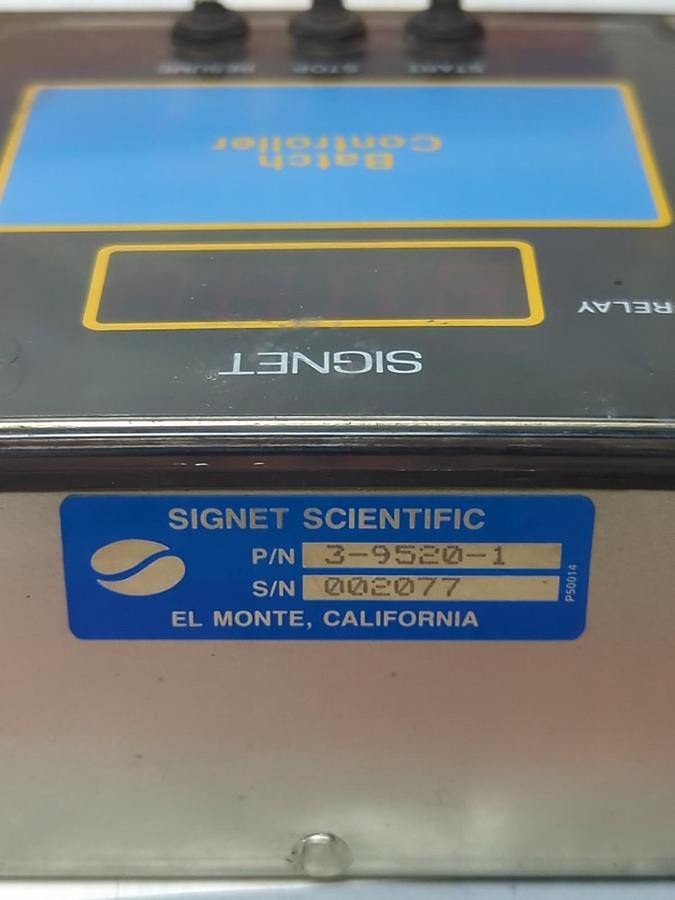 RESUME STOP START
Batch
Controller
RELAY
SIGNET
SIGNET SCIENTIFIC
P/N 3-9520-1
S/N 002077
P50014
EL MONTE, CALIFORNIA